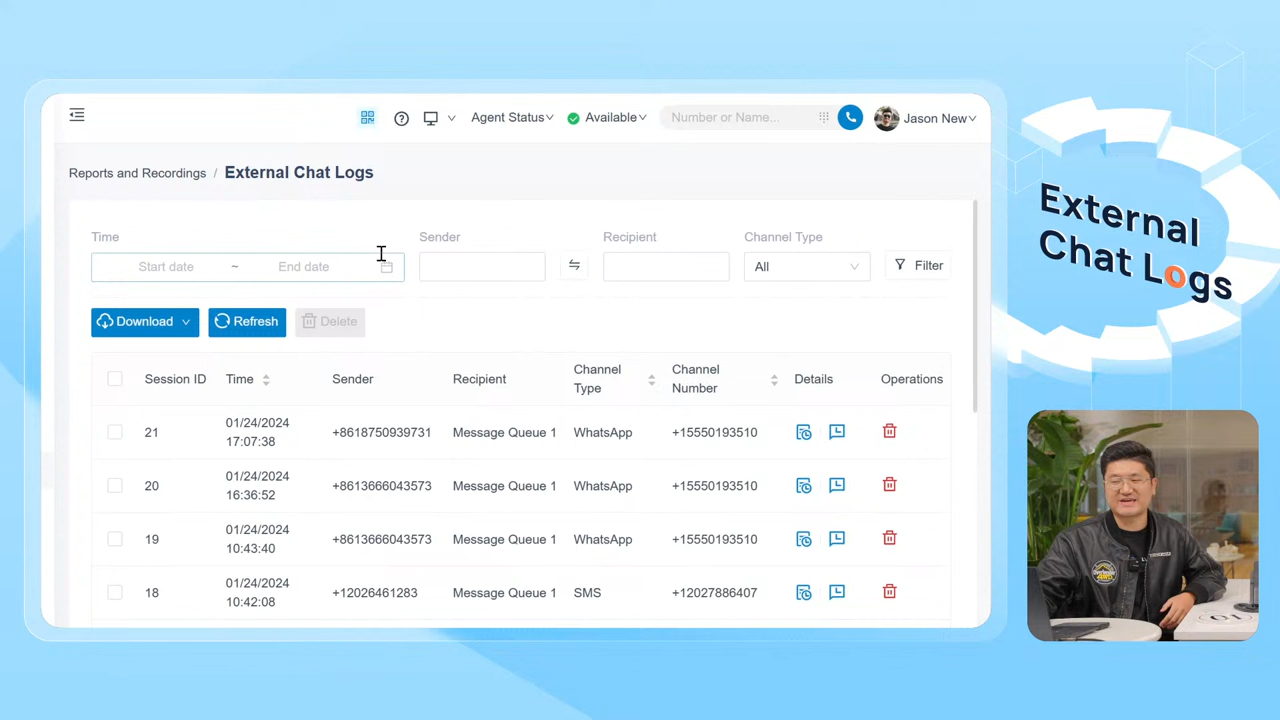 Agent Status
Available
Number or Name...
Jason New
Reports and Recordings / External Chat Logs
Time
Sender
Recipient
Channel Type
Start date ~ End date
All
Filter
Download
Refresh
Delete
Session ID
Time
Sender
Recipient
Channel
Type
Channel
Number
Details
Operations
21
01/24/2024
17:07:38
+8618750939731
Message Queue 1
WhatsApp
+15550193510
20
01/24/2024
16:36:52
+8613666043573
Message Queue 1
WhatsApp
+15550193510
19
01/24/2024
10:43:40
+8613666043573
Message Queue 1
WhatsApp
+15550193510
18
01/24/2024
10:42:08
+12026461283
Message Queue 1
SMS
+12027886407
External
Chat Logs